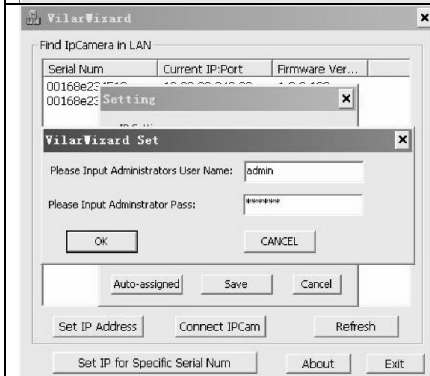 VilarWizard
Find IpCamera in LAN
Serial Num Current IP:Port Firmware Ver...
00168e23
00168e23 Setting
VilarWizard Set
Please Input Administrators User Name: admin
Please Input Adminstrator Pass: ******
OK CANCEL
Auto-assigned Save Cancel
Set IP Address Connect IPCam Refresh
Set IP for Specific Serial Num About Exit